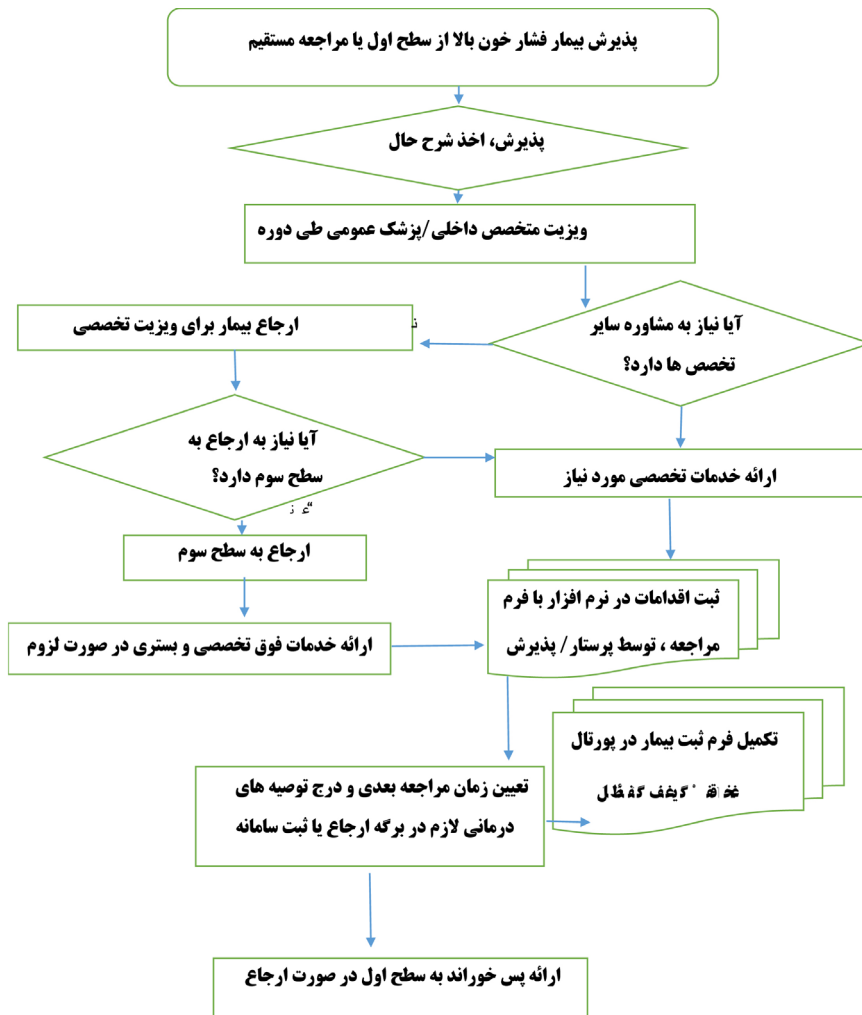 پذیرش بیمار فشار خون بالا از سطح اول یا مراجعه مستقیم
پذیرش، اخذ شرح حال
ویزیت متخصص داخلی /پزشک عمومی طی دوره
آیا نیاز به مشاوره سایر
تخصص ها دارد؟
ارجاع بیمار برای ویزیت تخصصی
آیا نیاز به ارجاع به
سطح سوم دارد؟
ارائه خدمات تخصصی مورد نیاز
ارجاع به سطح سوم
ثبت اقدامات در نرم افزار با فرم
مراجعه ، توسط پرستار / پذیرش
ارائه خدمات فوق تخصصی و بستری در صورت لزوم
تکمیل فرم ثبت بیمار در پورتال
تعیین زمان مراجعه بعدی و درج توصیه های
درمانی لازم در برگه ارجاع یا ثبت سامانه
ارائه پس خوراند به سطح اول در صورت ارجاع